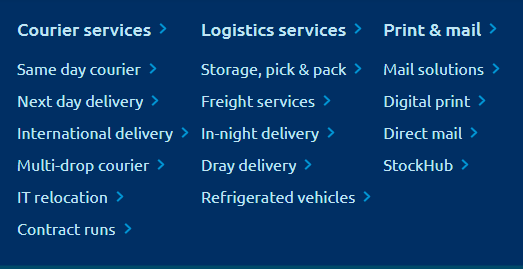 Courier services
Same day courier
Next day delivery
International delivery
Multi-drop courier
IT relocation
Contract runs
Logistics services
Storage, pick & pack
Freight services
In-night delivery
Dray delivery
Refrigerated vehicles
Print & mail
Mail solutions
Digital print
Direct mail
StockHub